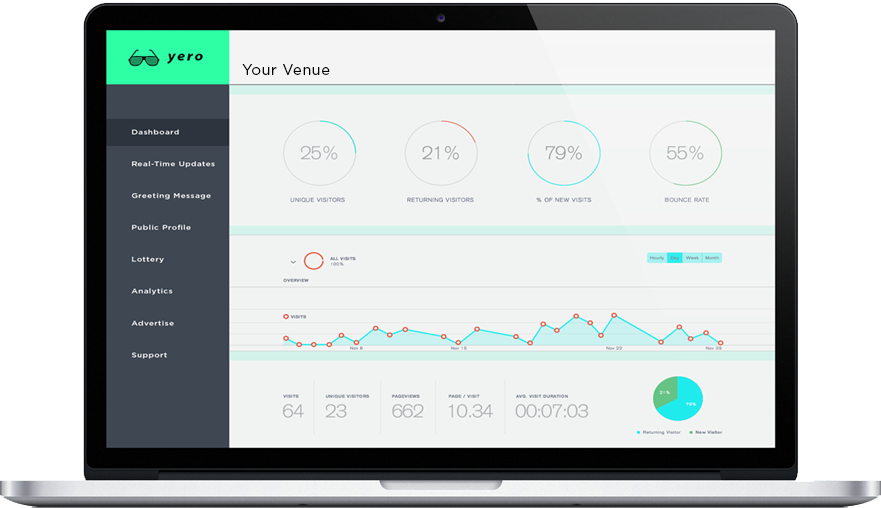 yero
Your Venue
Dashboard
Real-Time Updates
Greeting Message
Public Profile
Lottery
Analytics
Advertise
Support
25%
21%
79%
55%
UNIQUE VISITORS
RETURNING VISITORS
% OF NEW VISITS
BOUNCE RATE
ALL VISITS
100%
OVERVIEW
Hourly
Day
Week
Month
VISITS
Nov 8
Nov 15
Nov 22
Nov 29
VISITS
UNIQUE VISITORS
PAGEVIEWS
PAGE / VISIT
AVG. VISIT DURATION
64
23
662
10.34
00:07:03
21%
79%
Returning Visitor
New Visitor